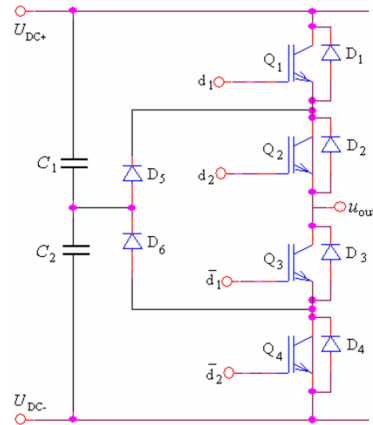 U_DC+
Q_1
D_1
d_1
C_1
D_5
Q_2
D_2
d_2
u_out
C_2
D_6
Q_3
D_3
d̅_1
Q_4
D_4
d̅_2
U_DC-